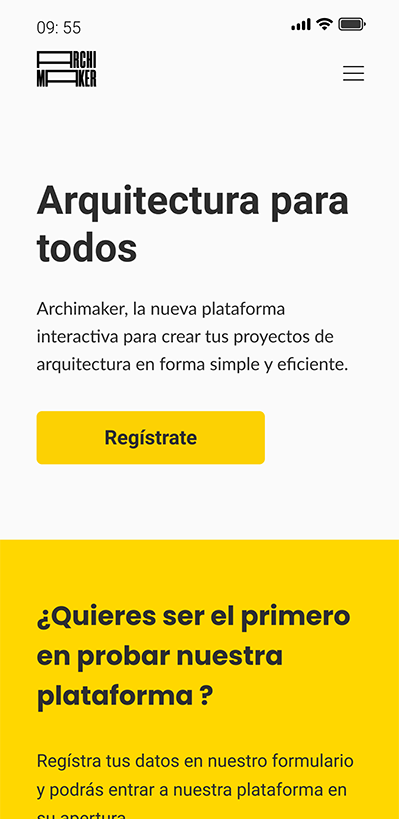 09: 55
ARCHI
MAKER
Arquitectura para
todos
Archimaker, la nueva plataforma
interactiva para crear tus proyectos de
arquitectura en forma simple y eficiente.
Regístrate
¿Quieres ser el primero
en probar nuestra
plataforma ?
Regístra tus datos en nuestro formulario
y podrás entrar a nuestra plataforma en
su apertura